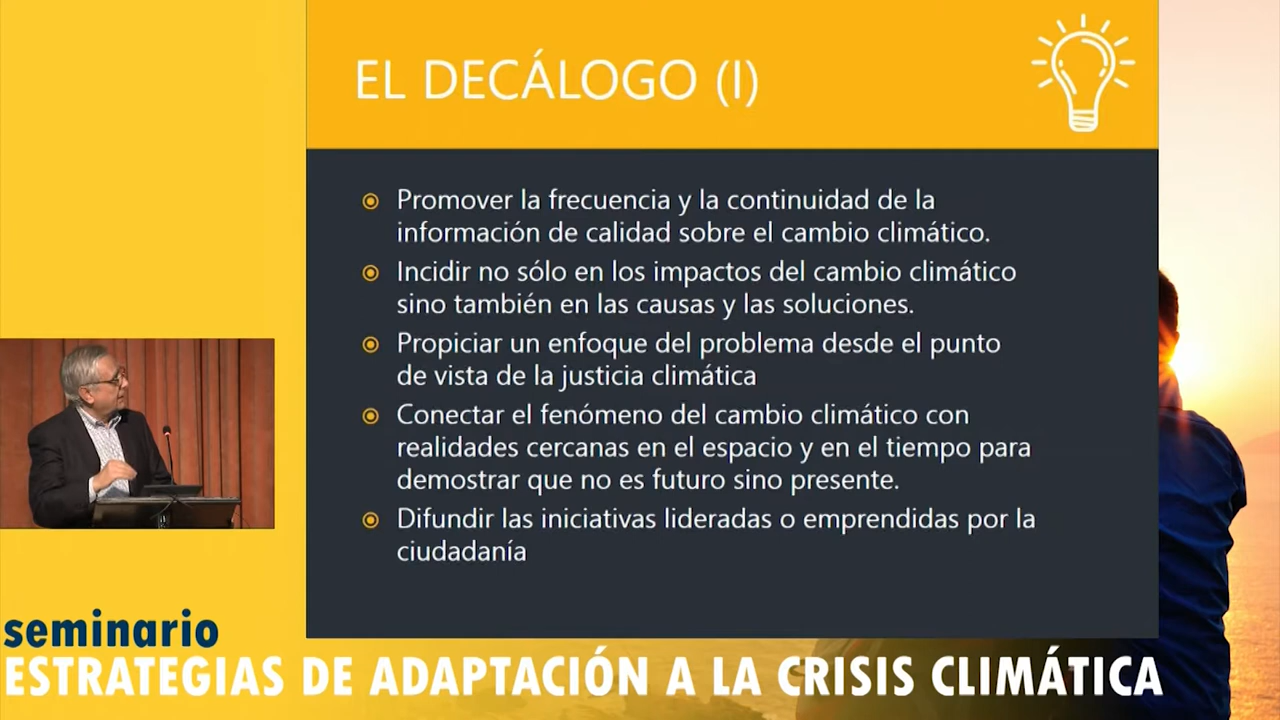 EL DECÁLOGO (I)
Promover la frecuencia y la continuidad de la
información de calidad sobre el cambio climático.
Incidir no sólo en los impactos del cambio climático
sino también en las causas y las soluciones.
Propiciar un enfoque del problema desde el punto
de vista de la justicia climática
Conectar el fenómeno del cambio climático con
realidades cercanas en el espacio y en el tiempo para
demostrar que no es futuro sino presente.
Difundir las iniciativas lideradas o emprendidas por la
ciudadanía
seminario
ESTRATEGIAS DE ADAPTACIÓN A LA CRISIS CLIMÁTICA